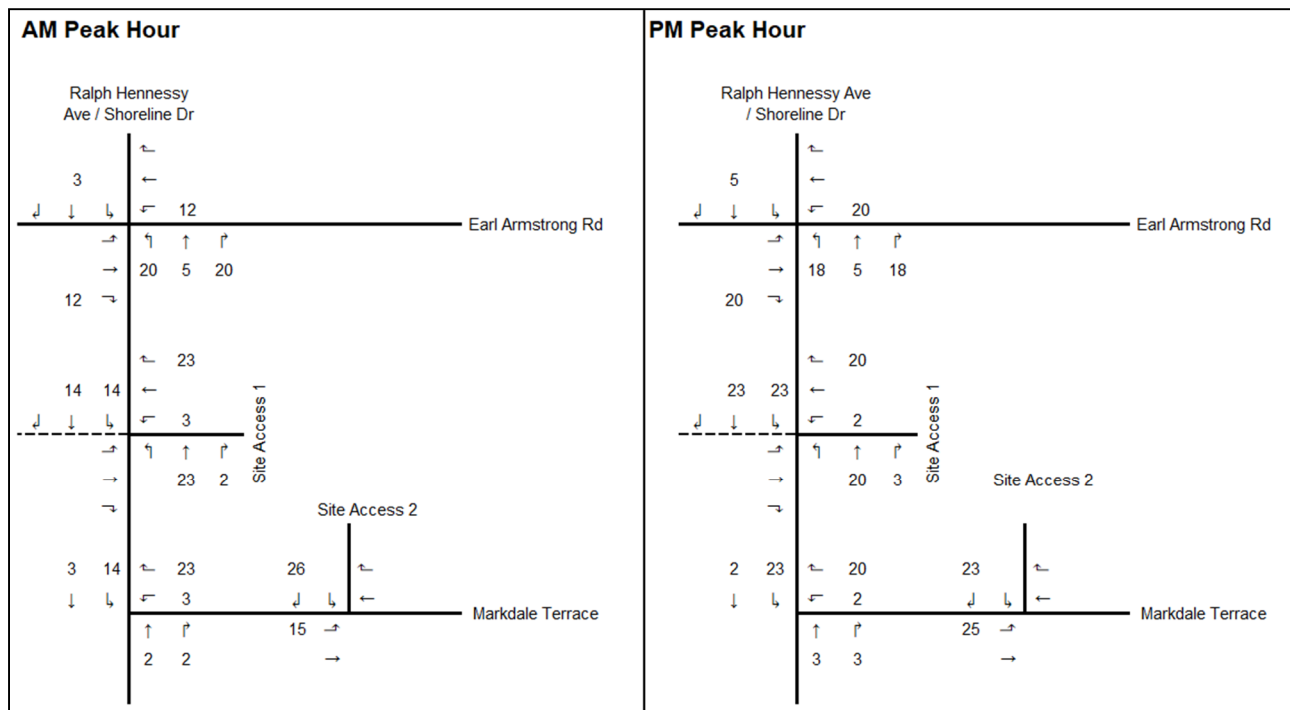 AM Peak Hour
Ralph Hennessy
Ave / Shoreline Dr
3
12
Earl Armstrong Rd
20 5 20
12
23
14 14
3
Site Access 1
23 2
Site Access 2
3 14 23 26
3
Markdale Terrace
15
2 2
PM Peak Hour
Ralph Hennessy Ave
/ Shoreline Dr
5
20
Earl Armstrong Rd
18 5 18
20
20
23 23
2
Site Access 1
20 3
Site Access 2
2 23 20 23
2
Markdale Terrace
25
3 3